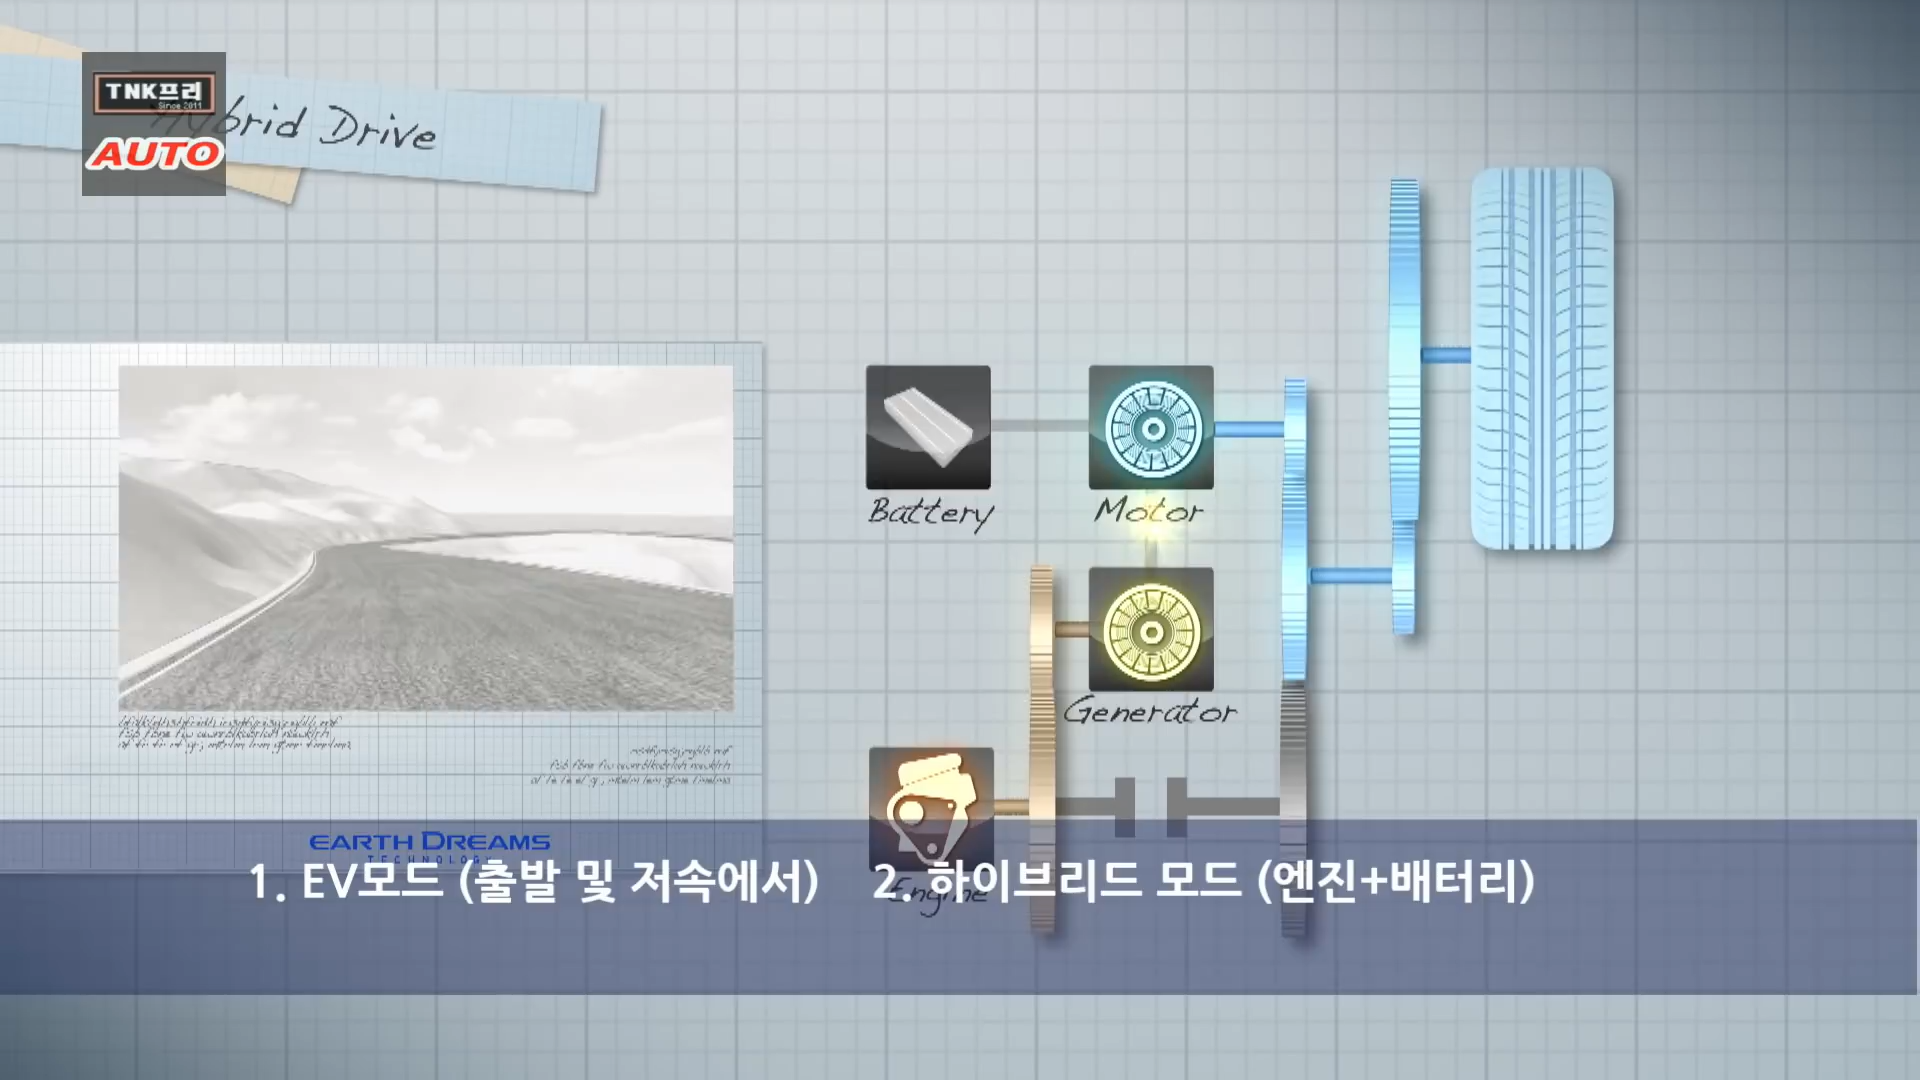 TNK프리
Since 2011
AUTO
Hybrid Drive
Battery
Motor
Generator
Engine
EARTH DREAMS
TECHNOLOGY
1. EV모드 (출발 및 저속에서) 2. 하이브리드 모드 (엔진+배터리)